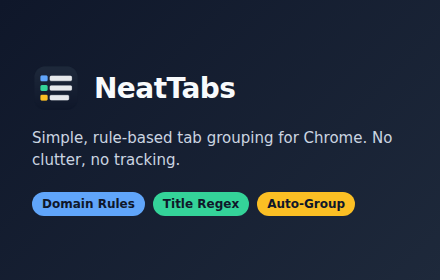 NeatTabs
Simple, rule-based tab grouping for Chrome. No
clutter, no tracking.
Domain Rules Title Regex Auto-Group